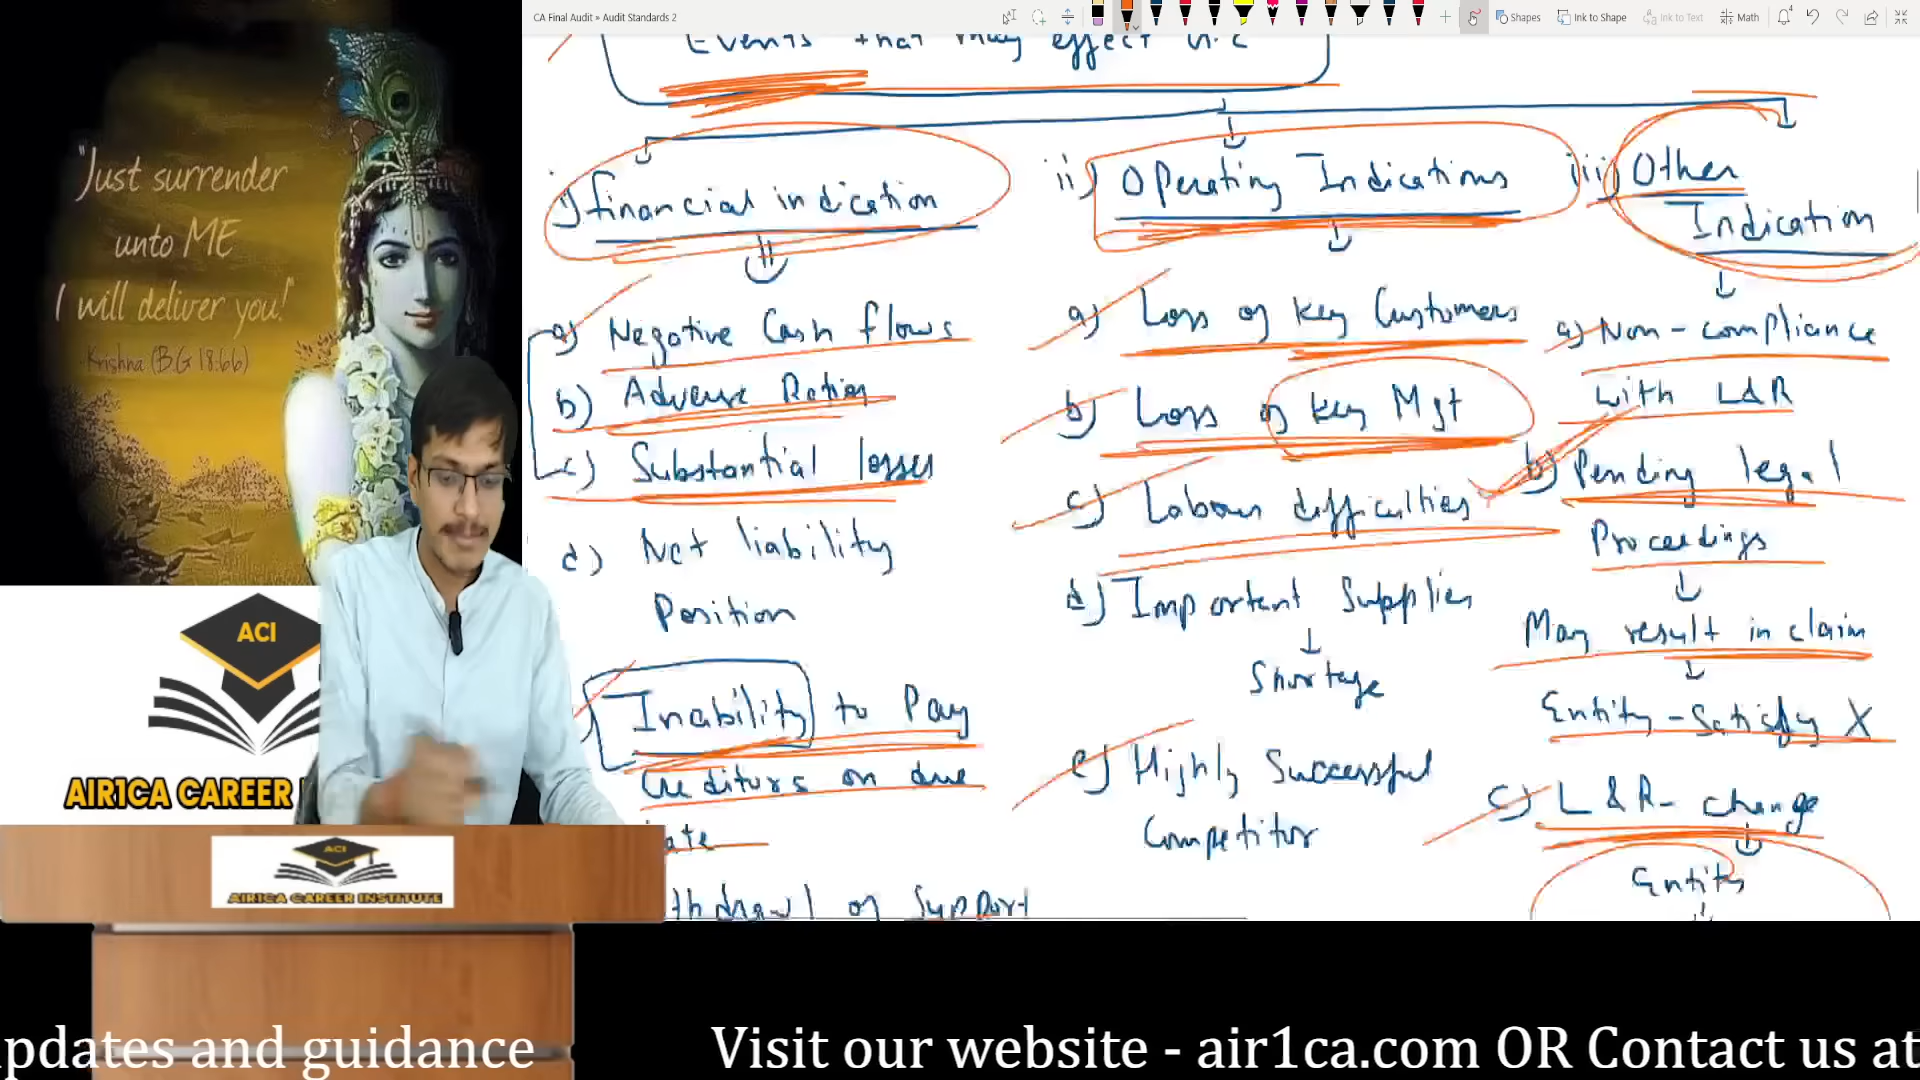 CA Final Audit » Audit Standards 2
Shapes
Ink to Shape
Ink to Text
Math
Events that may effect G.C
i) financial indication
a) Negative Cash flows
b) Adverse Ratios
c) Substantial losses
d) Net liability
Position
Inability to Pay
Creditors on due
ate
thdrawl of Support
ii) Operating Indications
a) Loss of key Customers
b) Loss of key Mgt
c) Labour difficulties
d) Important Supplies
Shortage
e) Highly Successful
Competitor
iii) Other
Indication
a) Non-compliance
with L&R
b) Pending legal
Proceedings
May result in claim
Entity - Satisfy X
c) L & R - change
Entity
"Just surrender
unto ME
I will deliver you!"
Krishna (B.G 18:66)
ACI
AIR1CA CAREER I
ACI
AIR1CA CAREER INSTITUTE
pdates and guidance
Visit our website - air1ca.com OR Contact us at